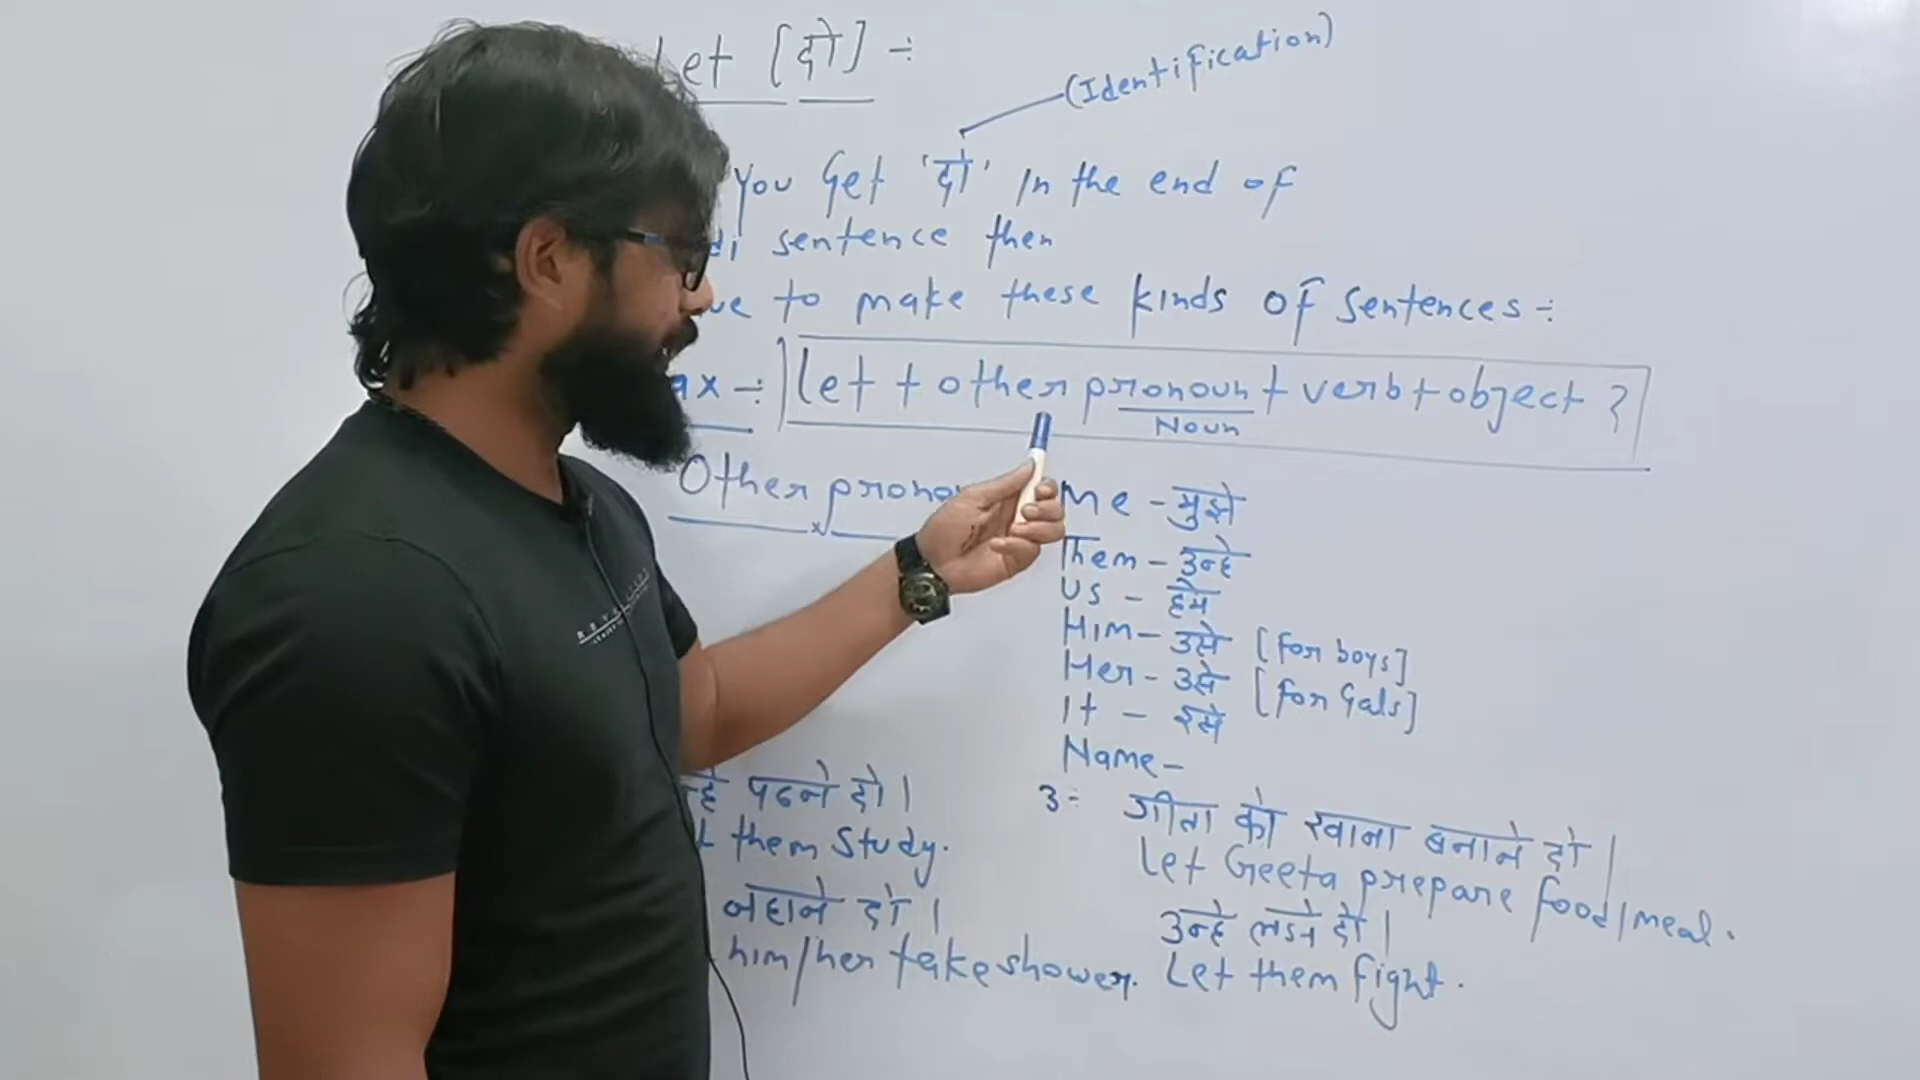 Let [दो] ÷
(Identification)
You Get 'दो' in the end of
di sentence then
ve to make these kinds of sentences ÷
ax ÷ Let + other pronoun + verb + object ?
Noun
Other prono
Me - मुझे
Them - उन्हे
Us - हमे
Him - उसे [for boys]
Her - उसे [for Gals]
It - इसे
Name -
न्हे पढने दो।
t them study.
नहाने दो।
him/her take shower.
3 ÷ गीता को खाना बनाने दो।
Let Geeta prepare food/meal.
उन्हे लडने दो।
Let them fight.